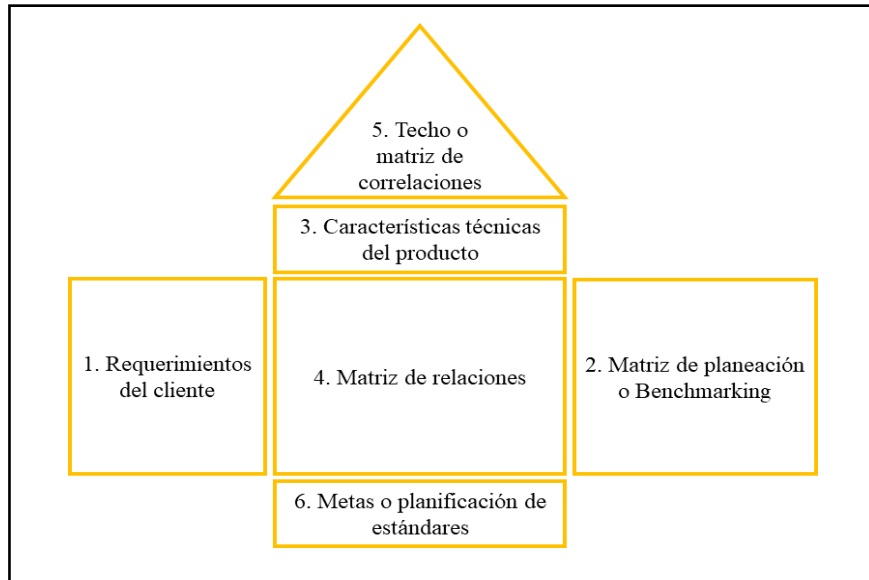 5. Techo o
matriz de
correlaciones
3. Características técnicas
del producto
1. Requerimientos
del cliente
4. Matriz de relaciones
2. Matriz de planeación
o Benchmarking
6. Metas o planificación de
estándares